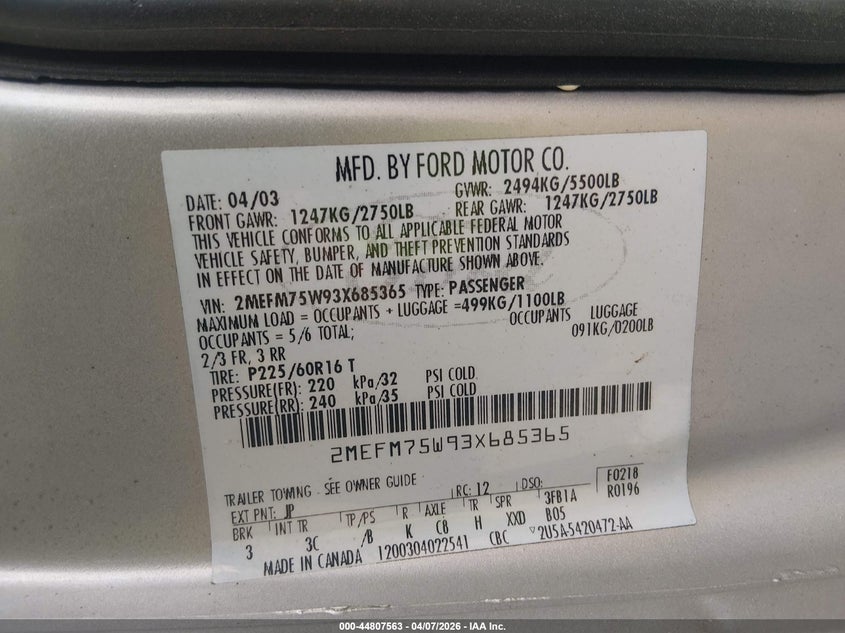 MFD. BY FORD MOTOR CO.
DATE: 04/03 GVWR: 2494KG/5500LB
FRONT GAWR: 1247KG/2750LB REAR GAWR: 1247KG/2750LB
THIS VEHICLE CONFORMS TO ALL APPLICABLE FEDERAL MOTOR
VEHICLE SAFETY, BUMPER, AND THEFT PREVENTION STANDARDS
IN EFFECT ON THE DATE OF MANUFACTURE SHOWN ABOVE.
VIN: 2MEFM75W93X685365 TYPE: PASSENGER
MAXIMUM LOAD = OCCUPANTS + LUGGAGE =499KG/1100LB
OCCUPANTS = 5/6 TOTAL; OCCUPANTS LUGGAGE
2/3 FR, 3 RR 091KG/0200LB
TIRE: P225/60R16 T
PRESSURE(FR): 220 kPa/32 PSI COLD
PRESSURE(RR): 240 kPa/35 PSI COLD
2MEFM75W93X685365
TRAILER TOWING - SEE OWNER GUIDE
EXT PNT: JP RC: 12 DSO: F0218
BRK INT TR TP/PS R AXLE TR SPR 3FB1A R0196
3 3C /B K C8 H XXD B05
MADE IN CANADA 1200304022541 CBC ▽2U5A-5420472-AA
000-44807563 - 04/07/2026 - IAA Inc.